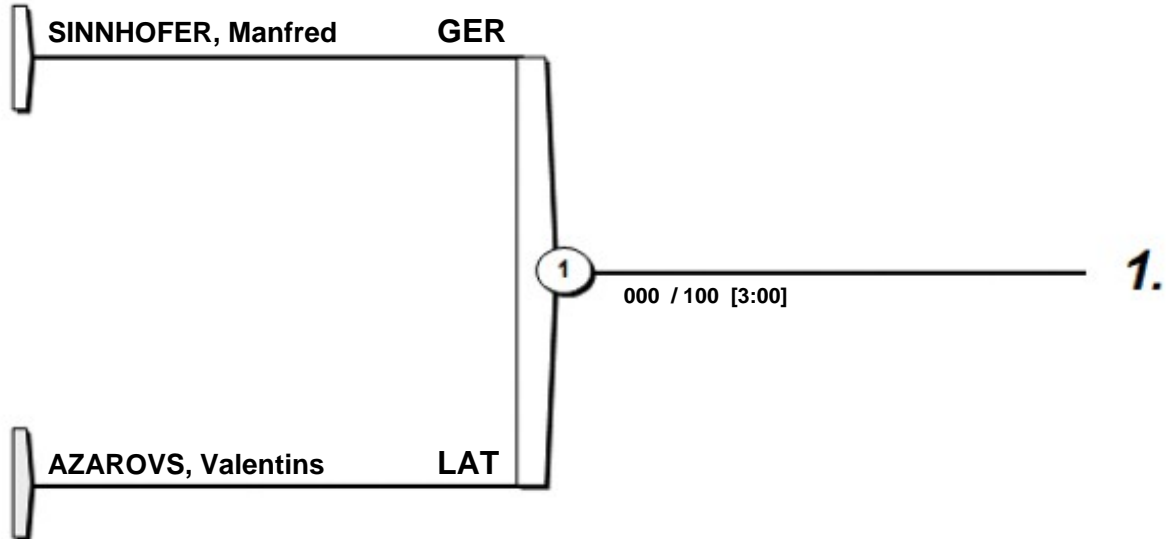 SINNHOFER, Manfred GER
1
1.
000 / 100 [3:00]
AZAROVS, Valentins LAT